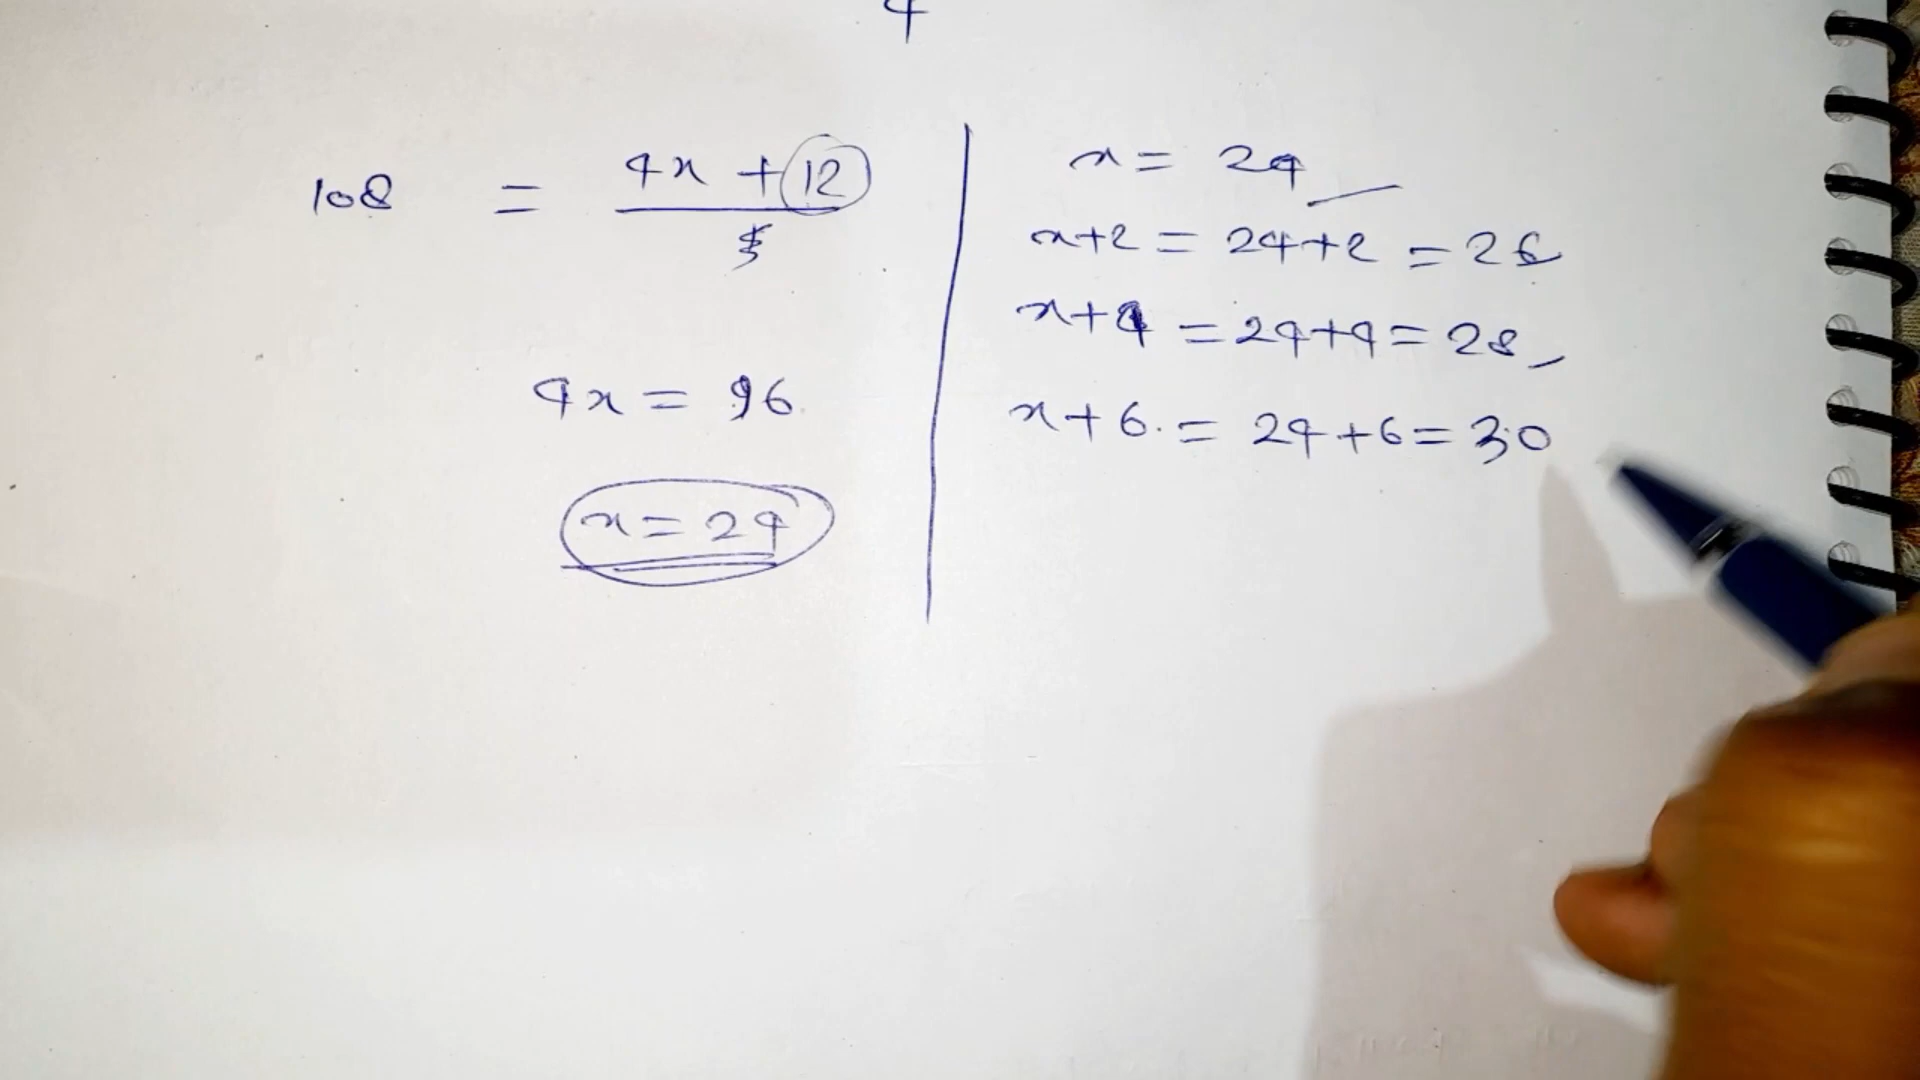 4
108 = 4x + 12
5
4x = 96
x = 24
x = 24
x+2 = 24+2 = 26
x+4 = 24+4 = 28
x+6 = 24+6 = 30